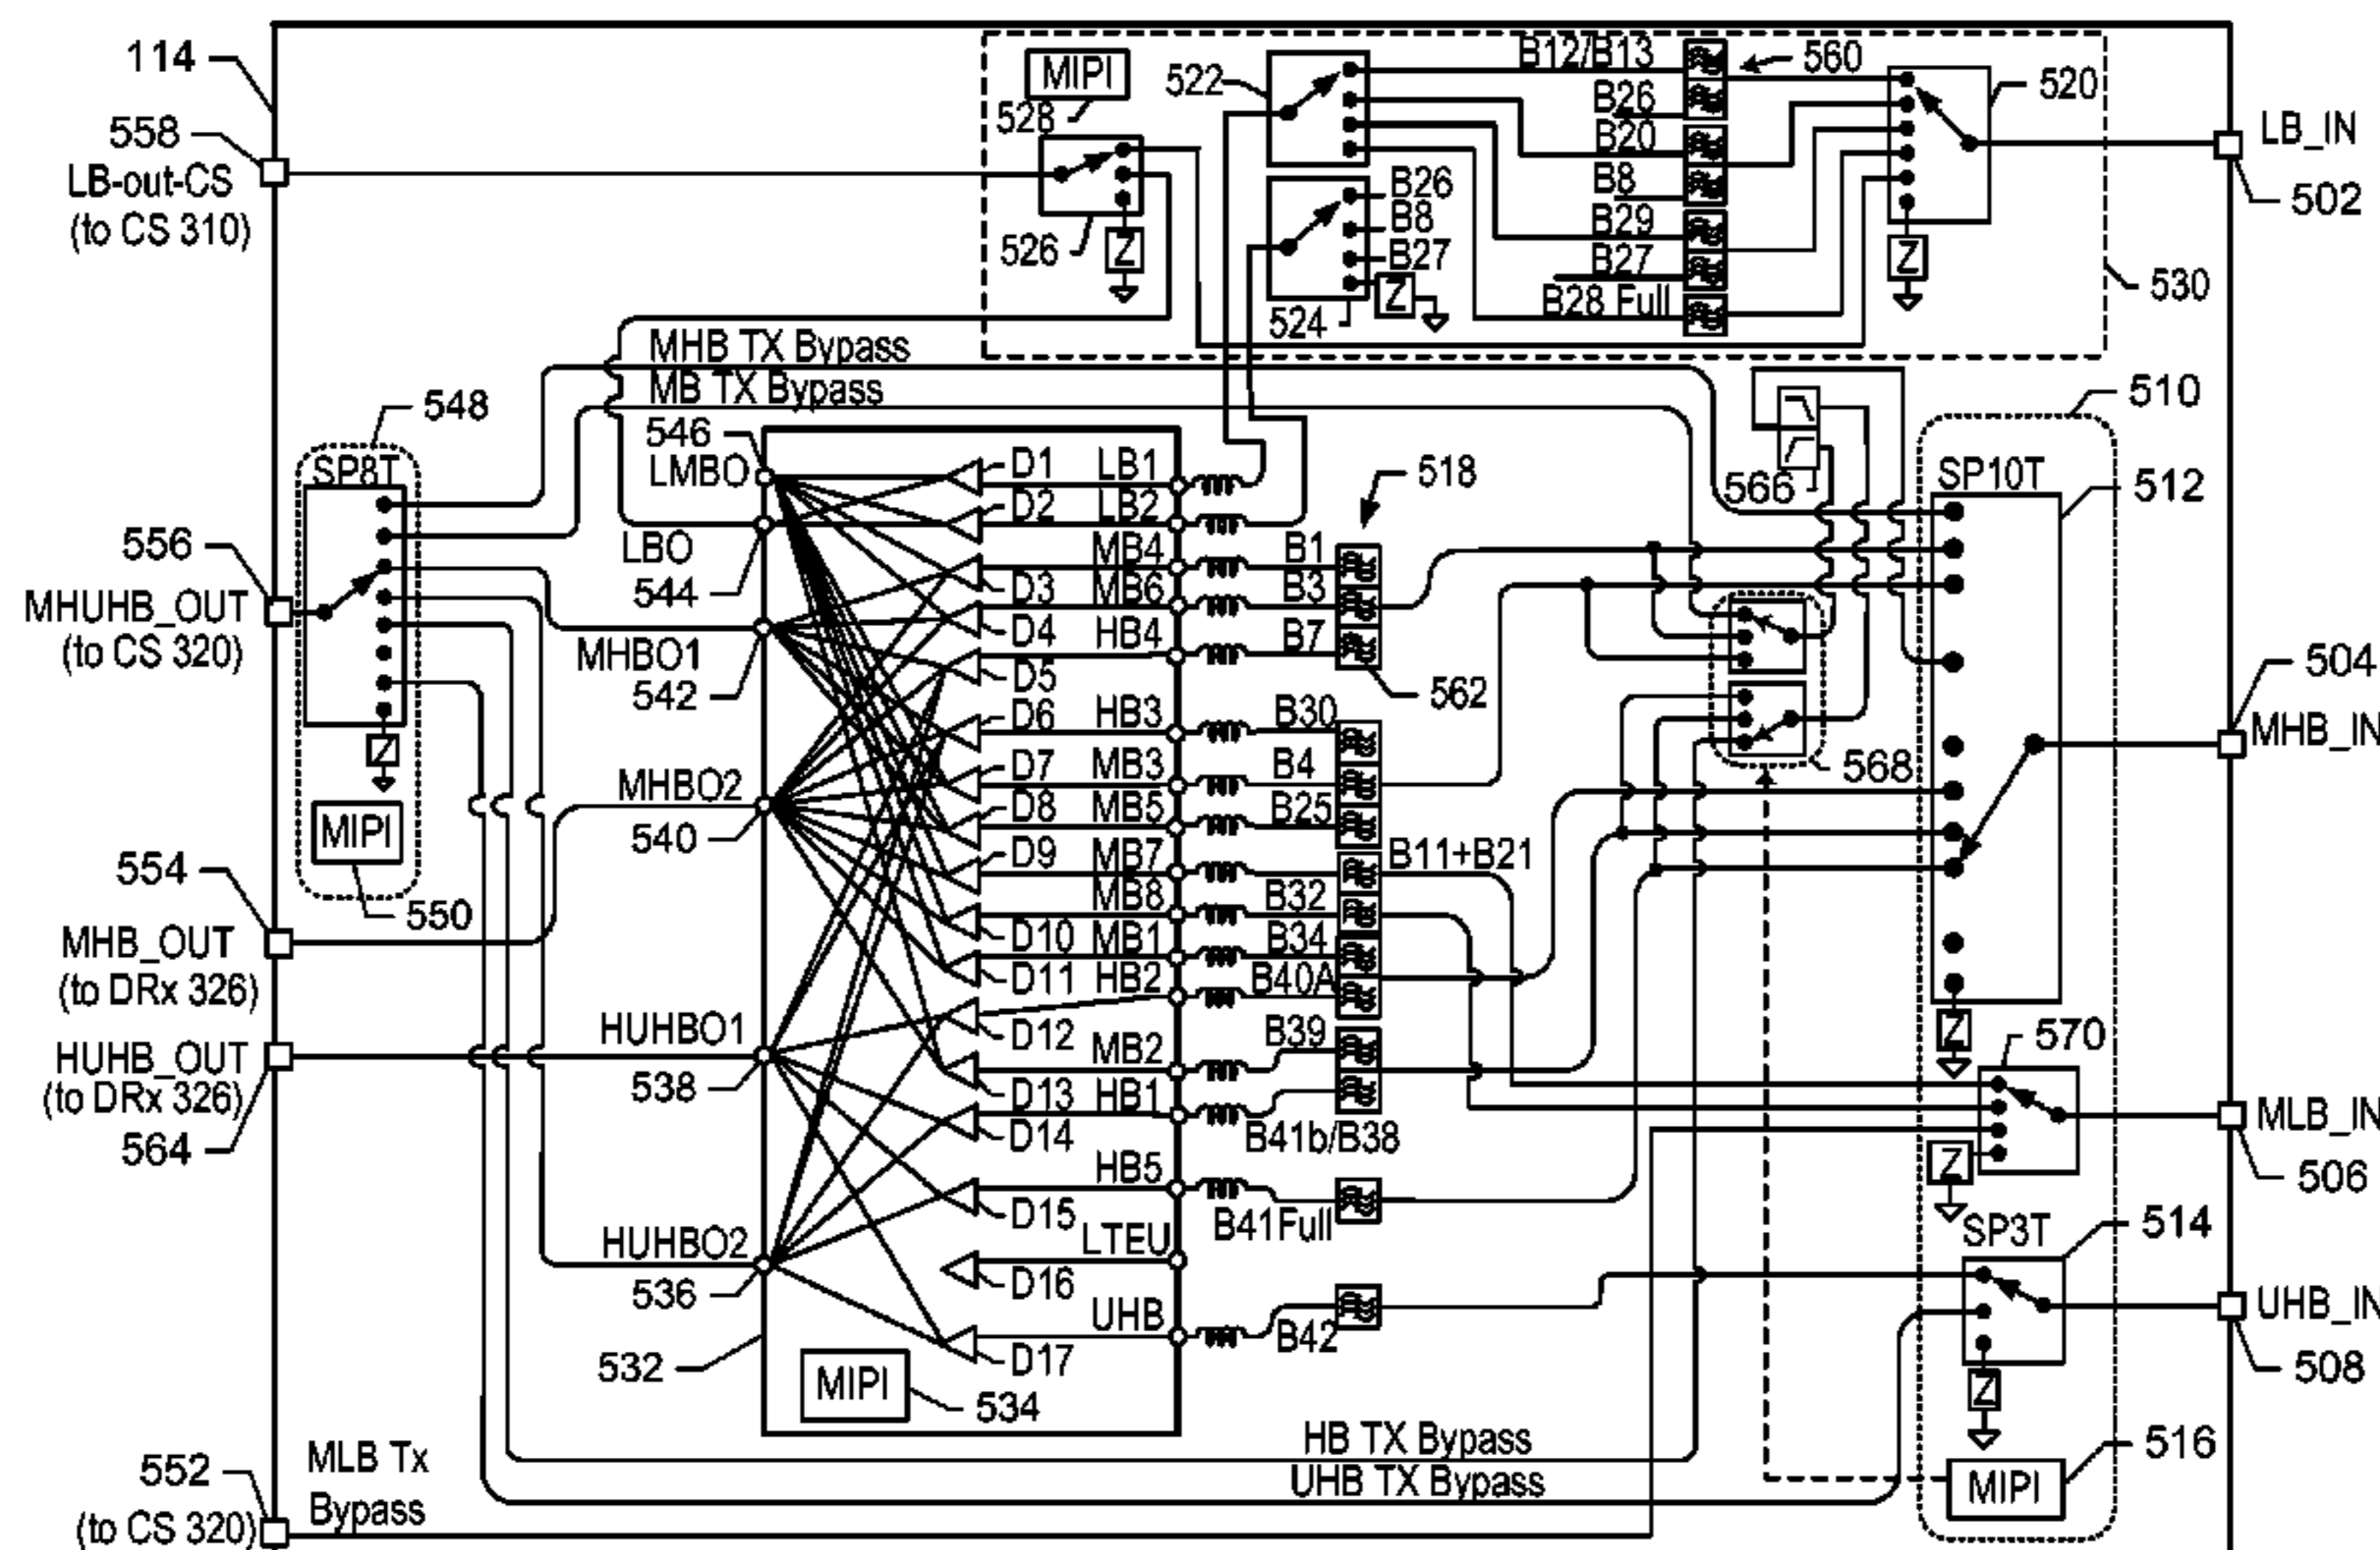 114
558
LB-out-CS
(to CS 310)
MIPI
528
526
Z
522
524
B12/B13
B26
B20
B8
B29
B27
B28 Full
B26
B8
B27
Z
560
520
Z
530
LB_IN
502
MHB TX Bypass
MB TX Bypass
548
SP8T
556
MHUHB_OUT
(to CS 320)
Z
MIPI
550
554
MHB_OUT
(to DRx 326)
HUHB_OUT
(to DRx 326)
564
552
(to CS 320)
MLB Tx
Bypass
546
LMBO
LBO
544
MHBO1
542
MHBO2
540
HUHBO1
538
HUHBO2
536
532
MIPI
534
D1
D2
D3
D4
D5
D6
D7
D8
D9
D10
D11
D12
D13
D14
D15
D16
D17
LB1
LB2
MB4
MB6
HB4
HB3
MB3
MB5
MB7
MB8
MB1
HB2
MB2
HB1
HB5
LTEU
UHB
518
B1
B3
B7
562
B30
B4
B25
B11+B21
B32
B34
B40A
B39
B41b/B38
B41Full
B42
566
568
510
SP10T
512
Z
504
MHB_IN
570
Z
MLB_IN
506
SP3T
514
Z
UHB_IN
508
MIPI
516
HB TX Bypass
UHB TX Bypass